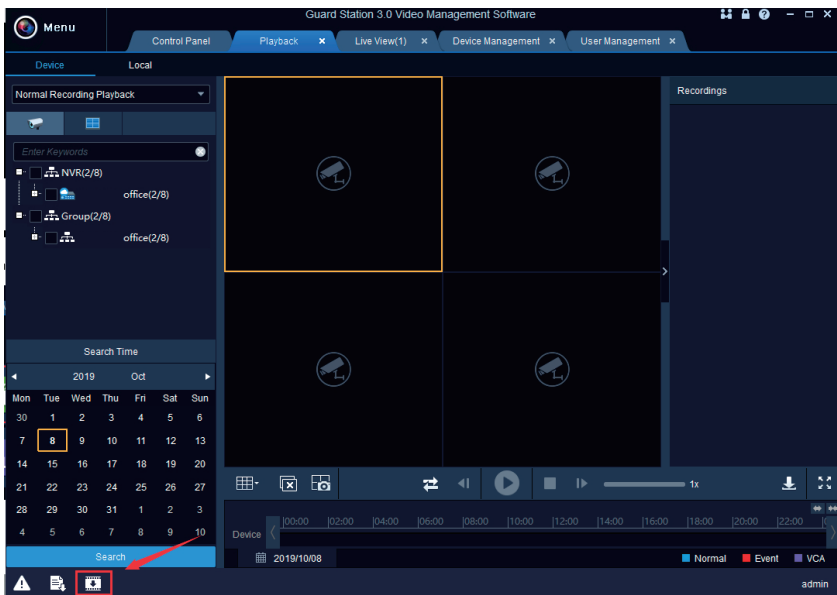 Guard Station 3.0 Video Management Software
Menu
Control Panel
Playback
Live View(1)
Device Management
User Management
Device
Local
Normal Recording Playback
Recordings
Enter Keywords
NVR(2/8)
office(2/8)
Group(2/8)
office(2/8)
Search Time
2019 Oct
Mon Tue Wed Thu Fri Sat Sun
30 1 2 3 4 5 6
7 8 9 10 11 12 13
14 15 16 17 18 19 20
21 22 23 24 25 26 27
28 29 30 31 1 2 3
4 5 6 7 8 9 10
Search
1x
00:00 02:00 04:00 06:00 08:00 10:00 12:00 14:00 16:00 18:00 20:00 22:00
Device
2019/10/08
Normal Event VCA
admin